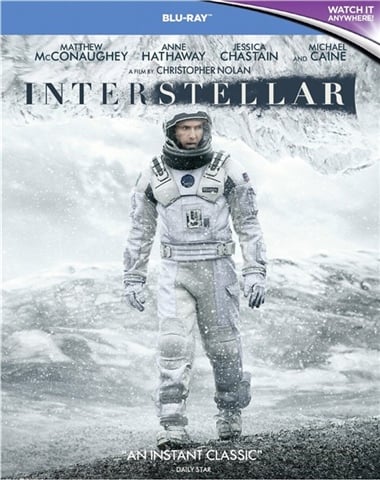 BLU-RAY™
WATCH IT
ANYWHERE!
MATTHEW ANNE JESSICA MICHAEL
McCONAUGHEY HATHAWAY CHASTAIN AND CAINE
A FILM BY CHRISTOPHER NOLAN
INTERSTELLAR
"AN INSTANT CLASSIC"
DAILY STAR